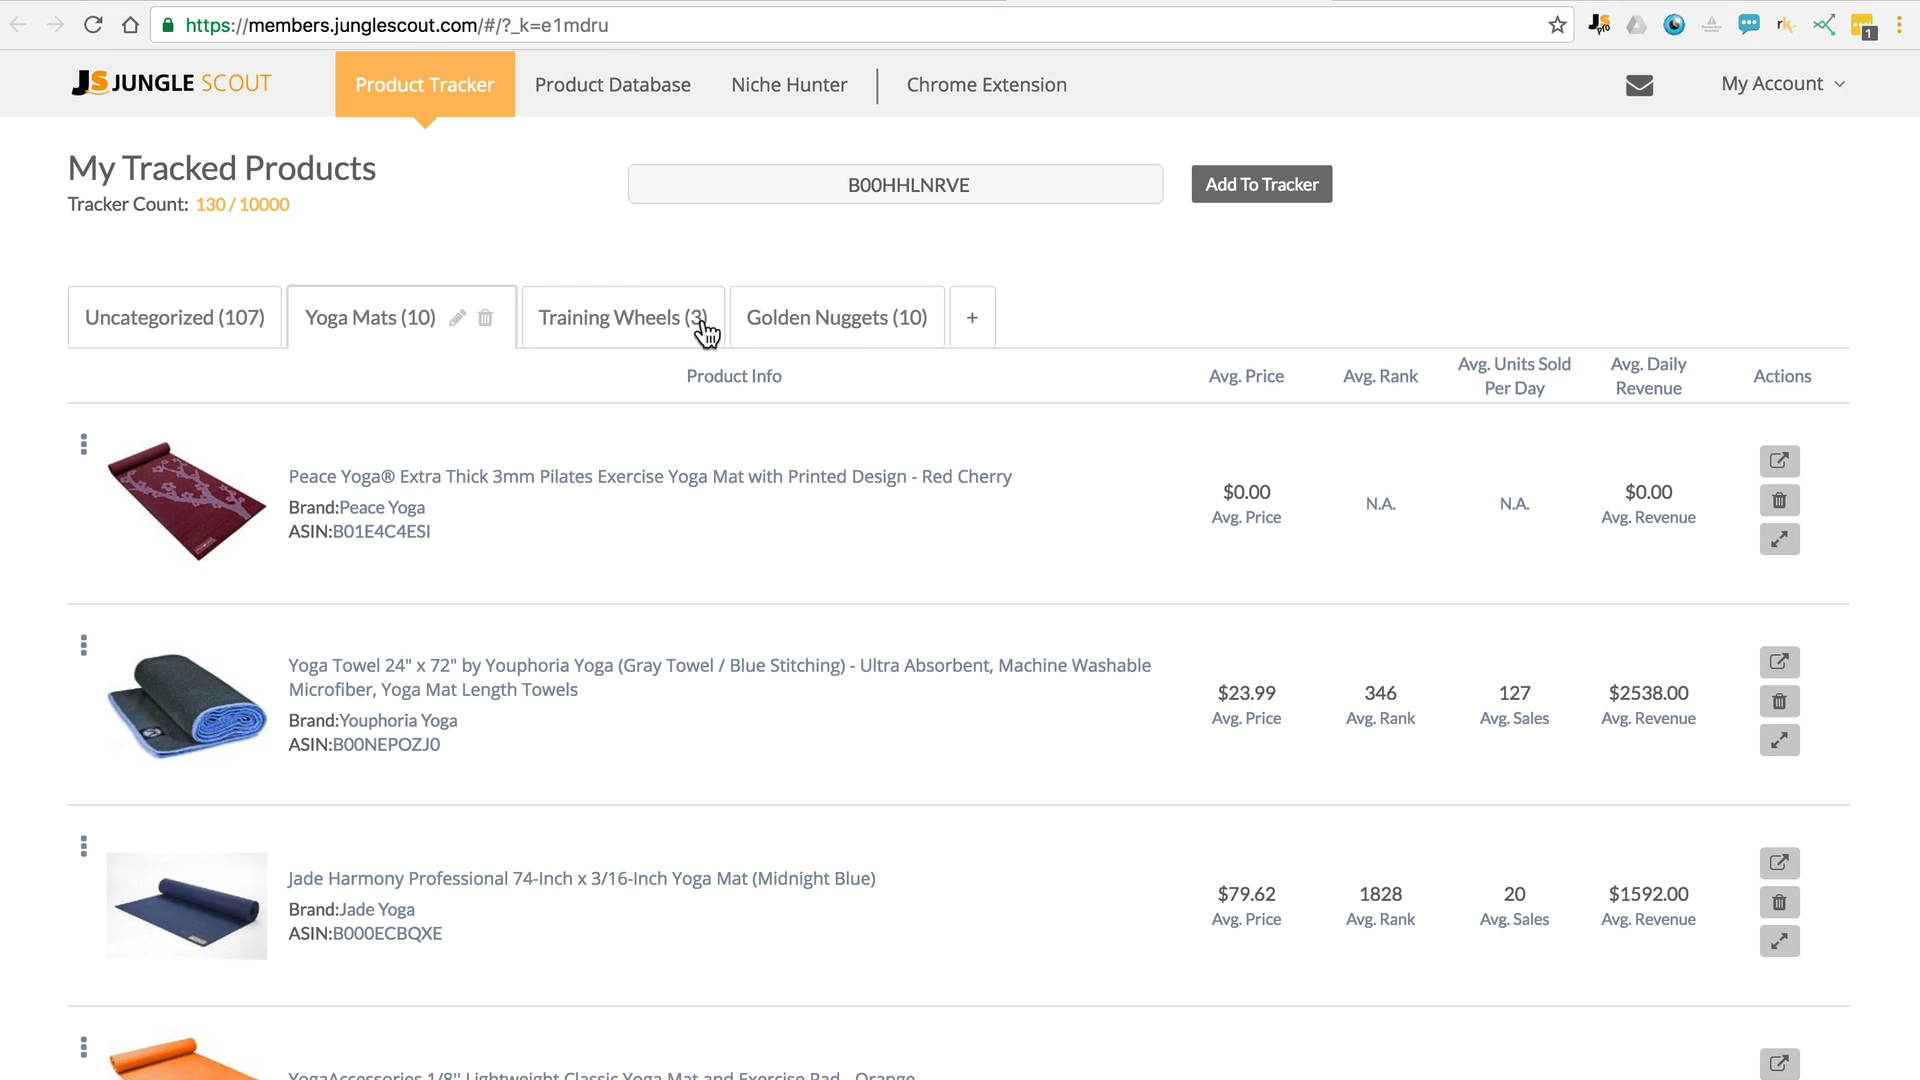 https://members.junglescout.com/#/?_k=e1mdru
JS pro
rk
1
JS JUNGLE SCOUT
Product Tracker
Product Database
Niche Hunter
Chrome Extension
My Account
My Tracked Products
Tracker Count: 130 / 10000
B00HHLNRVE
Add To Tracker
Uncategorized (107)
Yoga Mats (10)
Training Wheels (3)
Golden Nuggets (10)
+
Product Info
Avg. Price
Avg. Rank
Avg. Units Sold
Per Day
Avg. Daily
Revenue
Actions
Peace Yoga® Extra Thick 3mm Pilates Exercise Yoga Mat with Printed Design - Red Cherry
Brand:Peace Yoga
ASIN:B01E4C4ESI
$0.00
Avg. Price
N.A.
N.A.
$0.00
Avg. Revenue
Yoga Towel 24" x 72" by Youphoria Yoga (Gray Towel / Blue Stitching) - Ultra Absorbent, Machine Washable
Microfiber, Yoga Mat Length Towels
Brand:Youphoria Yoga
ASIN:B00NEPOZJ0
$23.99
Avg. Price
346
Avg. Rank
127
Avg. Sales
$2538.00
Avg. Revenue
Jade Harmony Professional 74-Inch x 3/16-Inch Yoga Mat (Midnight Blue)
Brand:Jade Yoga
ASIN:B000ECBQXE
$79.62
Avg. Price
1828
Avg. Rank
20
Avg. Sales
$1592.00
Avg. Revenue
YogaAccessories 1/8" Lightweight Classic Yoga Mat and Exercise Pad - Orange